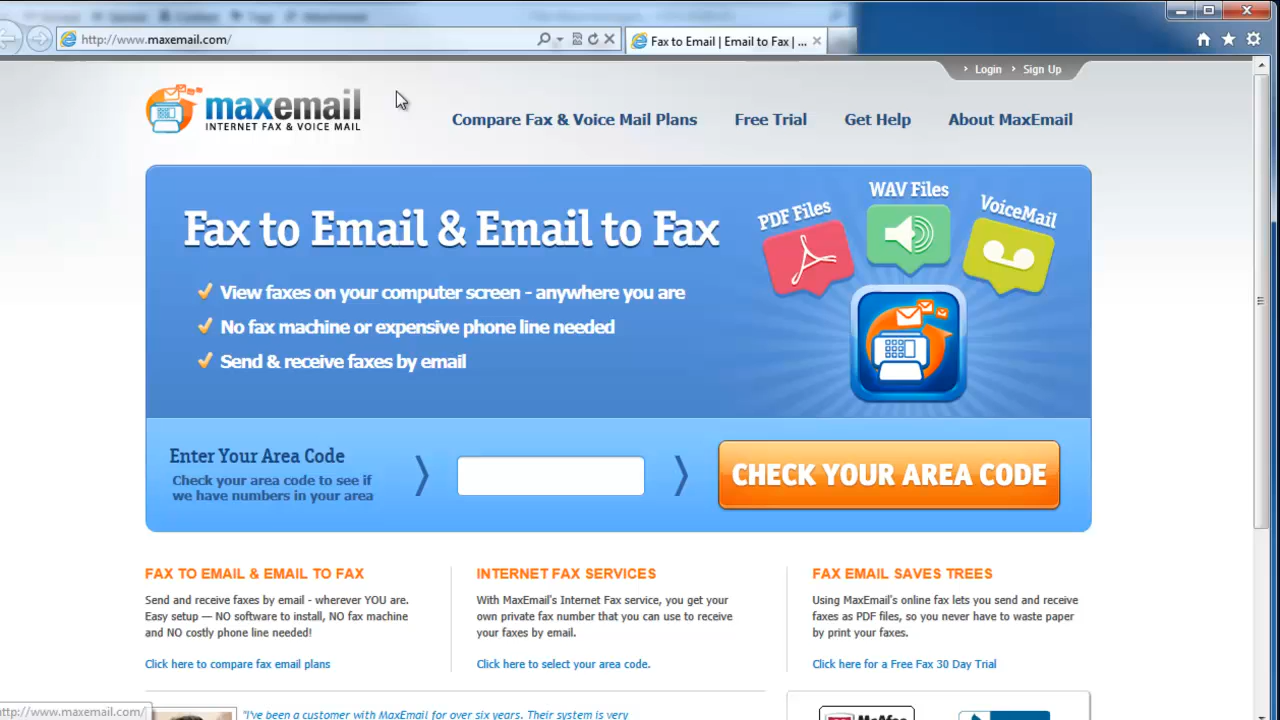 http://www.maxemail.com/
Fax to Email | Email to Fax | ...
Login
Sign Up
maxemail
INTERNET FAX & VOICE MAIL
Compare Fax & Voice Mail Plans
Free Trial
Get Help
About MaxEmail
Fax to Email & Email to Fax
View faxes on your computer screen - anywhere you are
No fax machine or expensive phone line needed
Send & receive faxes by email
PDF Files
WAV Files
VoiceMail
Enter Your Area Code
Check your area code to see if
we have numbers in your area
CHECK YOUR AREA CODE
FAX TO EMAIL & EMAIL TO FAX
Send and receive faxes by email - wherever YOU are.
Easy setup — NO software to install, NO fax machine
and NO costly phone line needed!
Click here to compare fax email plans
INTERNET FAX SERVICES
With MaxEmail's Internet Fax service, you get your
own private fax number that you can use to receive
your faxes by email.
Click here to select your area code.
FAX EMAIL SAVES TREES
Using MaxEmail's online fax lets you send and receive
faxes as PDF files, so you never have to waste paper
by print your faxes.
Click here for a Free Fax 30 Day Trial
http://www.maxemail.com/
"I've been a customer with MaxEmail for over six years. Their system is very